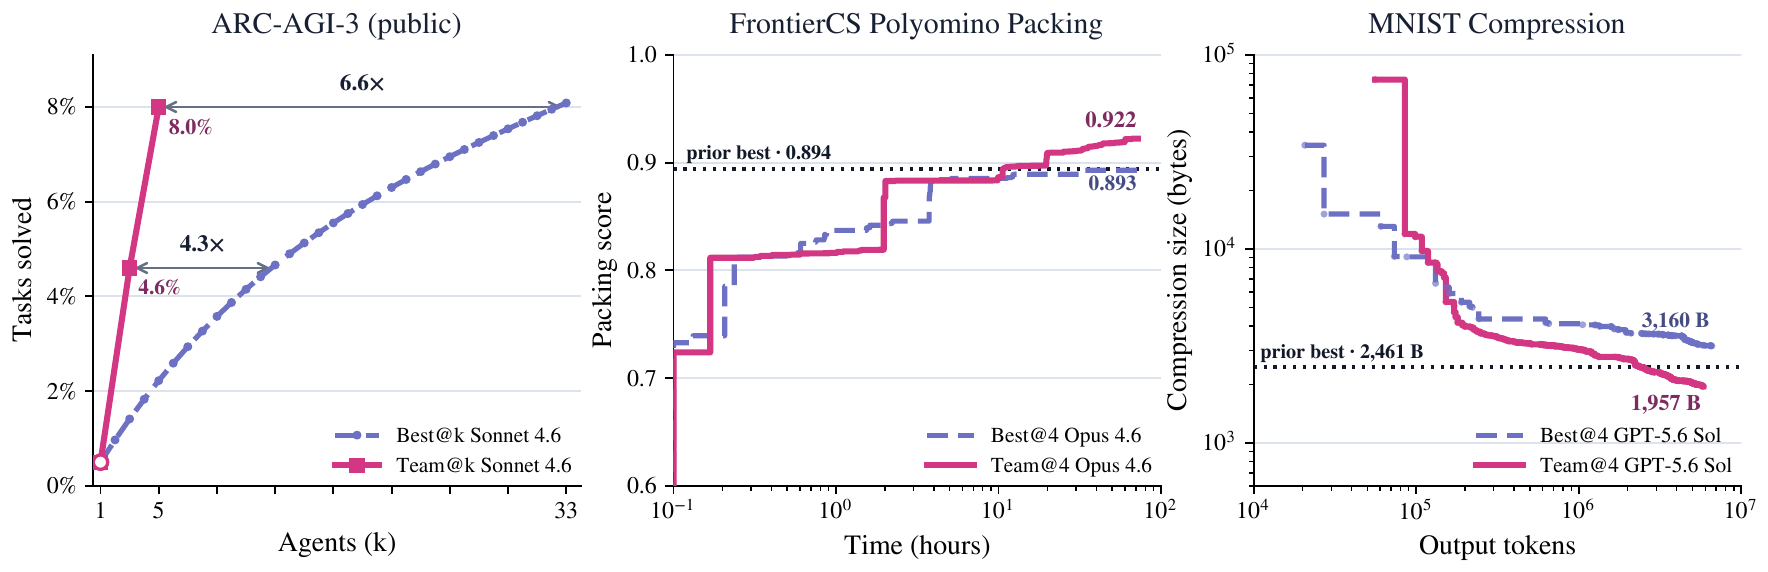 ARC-AGI-3 (public)
Tasks solved
8%
6%
4%
2%
0%
6.6×
8.0%
4.3×
4.6%
Best@k Sonnet 4.6
Team@k Sonnet 4.6
1
5
33
Agents (k)
FrontierCS Polyomino Packing
Packing score
1.0
0.9
0.8
0.7
0.6
prior best · 0.894
0.922
0.893
Best@4 Opus 4.6
Team@4 Opus 4.6
10⁻¹
10⁰
10¹
10²
Time (hours)
MNIST Compression
Compression size (bytes)
10⁵
10⁴
10³
3,160 B
prior best · 2,461 B
1,957 B
Best@4 GPT-5.6 Sol
Team@4 GPT-5.6 Sol
10⁴
10⁵
10⁶
10⁷
Output tokens